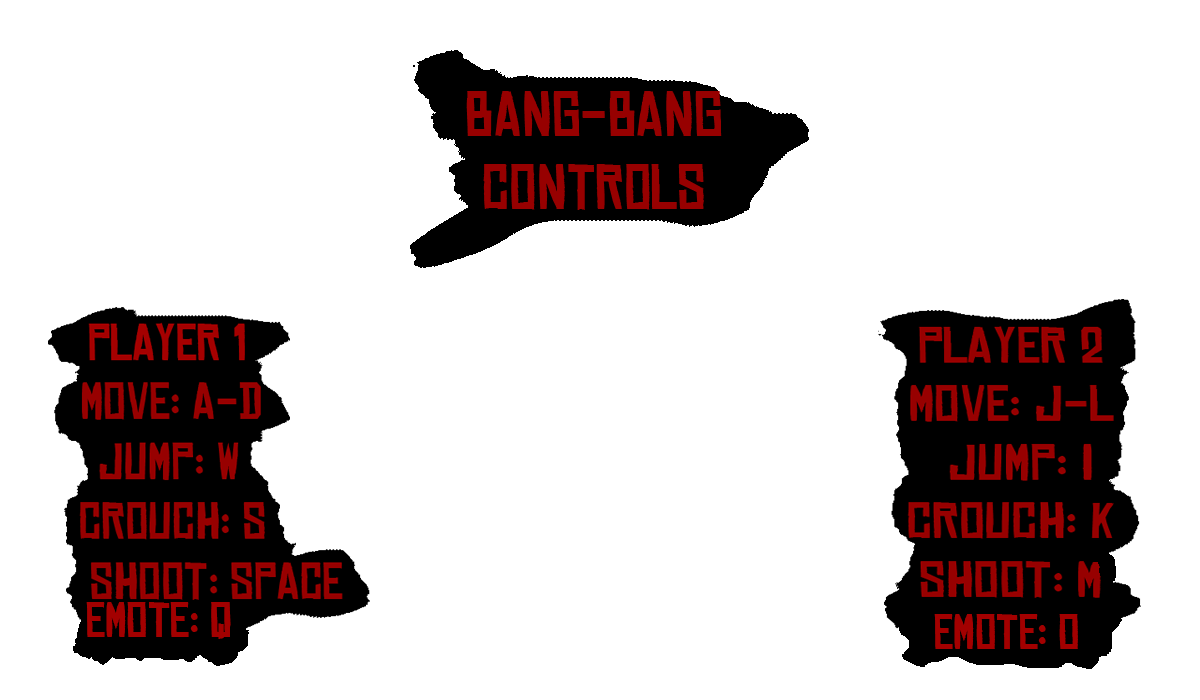 BANG-BANG
CONTROLS
PLAYER 1
MOVE: A-D
JUMP: W
CROUCH: S
SHOOT: SPACE
EMOTE: Q
PLAYER 2
MOVE: J-L
JUMP: I
CROUCH: K
SHOOT: M
EMOTE: O